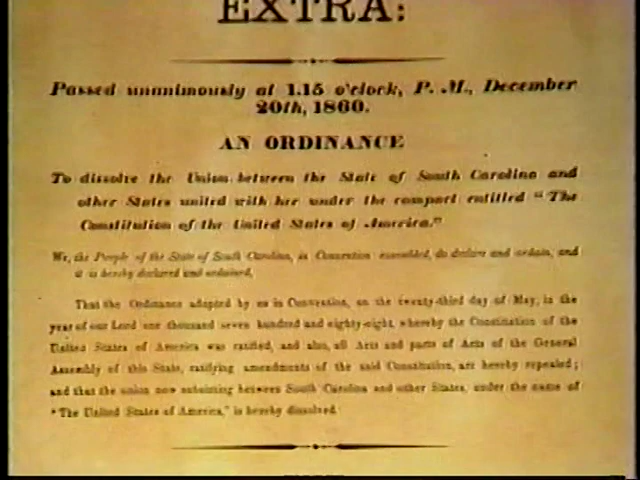 EXTRA:
Passed unanimously at 1.15 o'clock, P. M., December
20th, 1860.
AN ORDINANCE
To dissolve the Union between the State of South Carolina and
other States united with her under the compact entitled "The
Constitution of the United States of America."
We, the People of the State of South Carolina, in Convention assembled, do declare and ordain, and
it is hereby declared and ordained,
That the Ordinance adopted by us in Convention, on the twenty-third day of May, in the
year of our Lord one thousand seven hundred and eighty-eight, whereby the Constitution of the
United States of America was ratified, and also, all Acts and parts of Acts of the General
Assembly of this State, ratifying amendments of the said Constitution, are hereby repealed;
and that the union now subsisting between South Carolina and other States, under the name of
"The United States of America," is hereby dissolved.